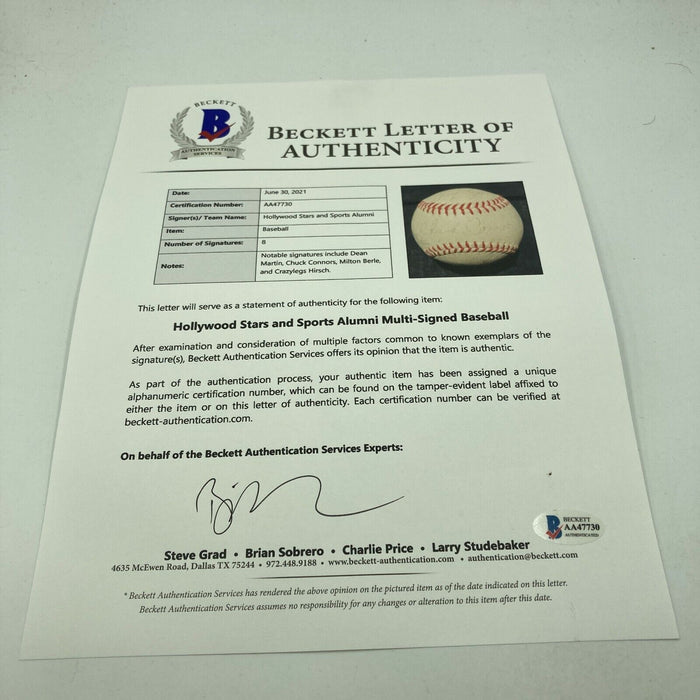 BECKETT
B
AUTHENTICATION
SERVICES
BECKETT LETTER OF
AUTHENTICITY
Date: June 30, 2021
Certification Number: AA47730
Signer(s)/ Team Name: Hollywood Stars and Sports Alumni
Item: Baseball
Number of Signatures: 8
Notes: Notable signatures include Dean
Martin, Chuck Connors, Milton Berle,
and Crazylegs Hirsch.
This letter will serve as a statement of authenticity for the following item:
Hollywood Stars and Sports Alumni Multi-Signed Baseball
After examination and consideration of multiple factors common to known exemplars of the
signature(s), Beckett Authentication Services offers its opinion that the item is authentic.
As part of the authentication process, your authentic item has been assigned a unique
alphanumeric certification number, which can be found on the tamper-evident label affixed to
either the item or on this letter of authenticity. Each certification number can be verified at
beckett-authentication.com.
On behalf of the Beckett Authentication Services Experts:
B BECKETT
AA47730
AUTHENTICATED
Steve Grad • Brian Sobrero • Charlie Price • Larry Studebaker
4635 McEwen Road, Dallas TX 75244 • 972.448.9188 • www.beckett-authentication.com • authentication@beckett.com
* Beckett Authentication Services has rendered the above opinion on the pictured item as of the date indicated on this letter.
Beckett Authentication Services assumes no responsibility for any changes or alteration to this item after this date.